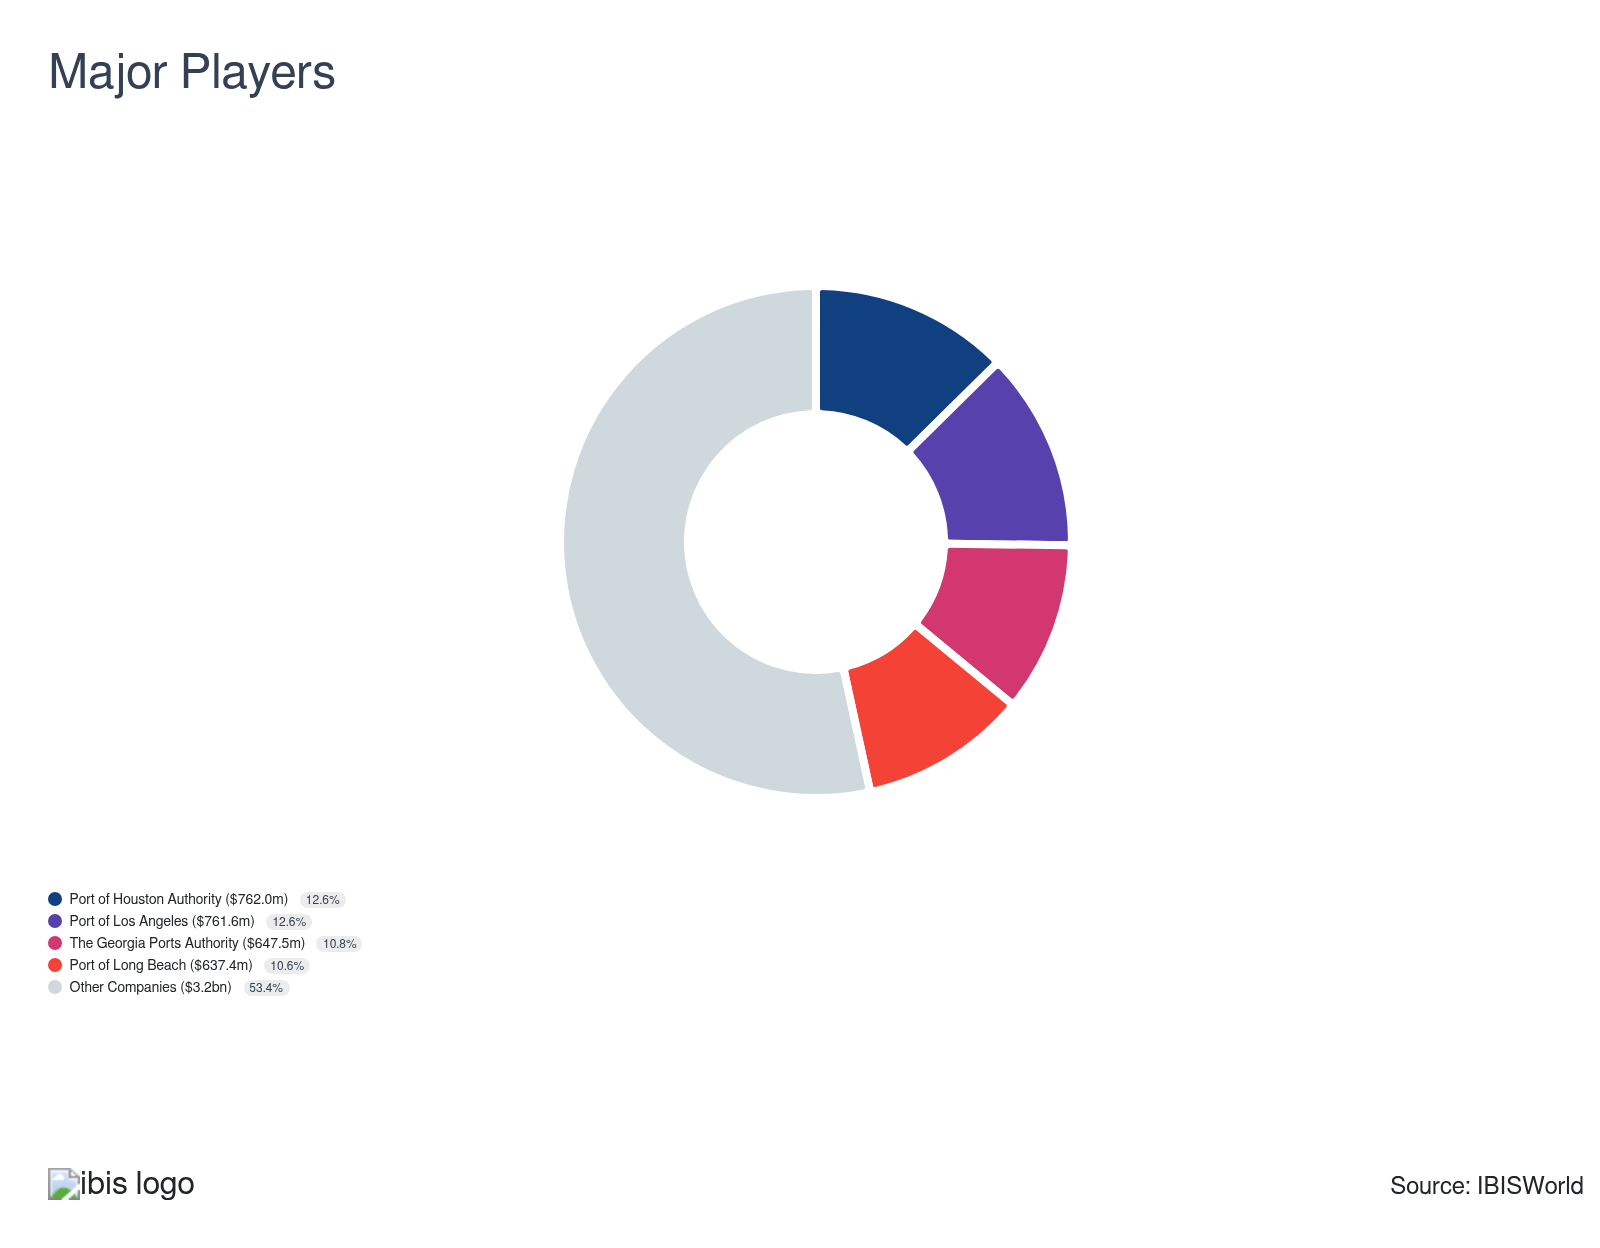 Major Players
Port of Houston Authority ($762.0m) 12.6%
Port of Los Angeles ($761.6m) 12.6%
The Georgia Ports Authority ($647.5m) 10.8%
Port of Long Beach ($637.4m) 10.6%
Other Companies ($3.2bn) 53.4%
ibis logo
Source: IBISWorld